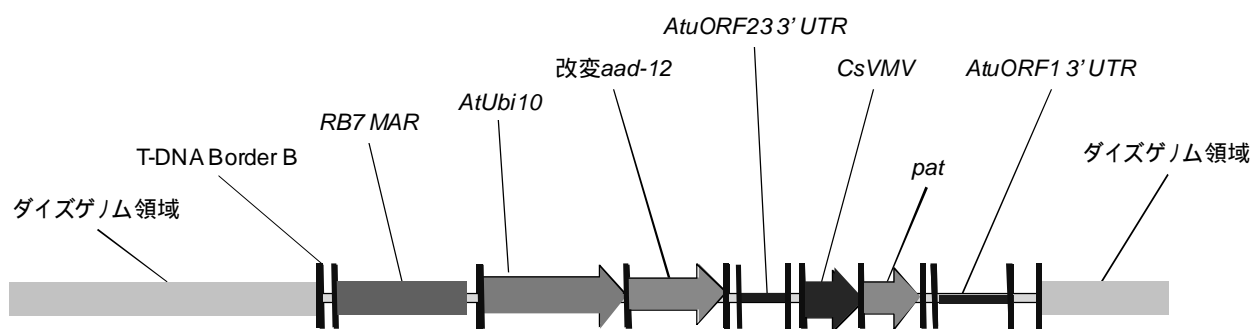 AtuORF23 3' UTR
改変aad-12
CsVMV
AtuORF1 3' UTR
AtUbi10
RB7 MAR
T-DNA Border B
ダイズゲノム領域
pat
ダイズゲノム領域